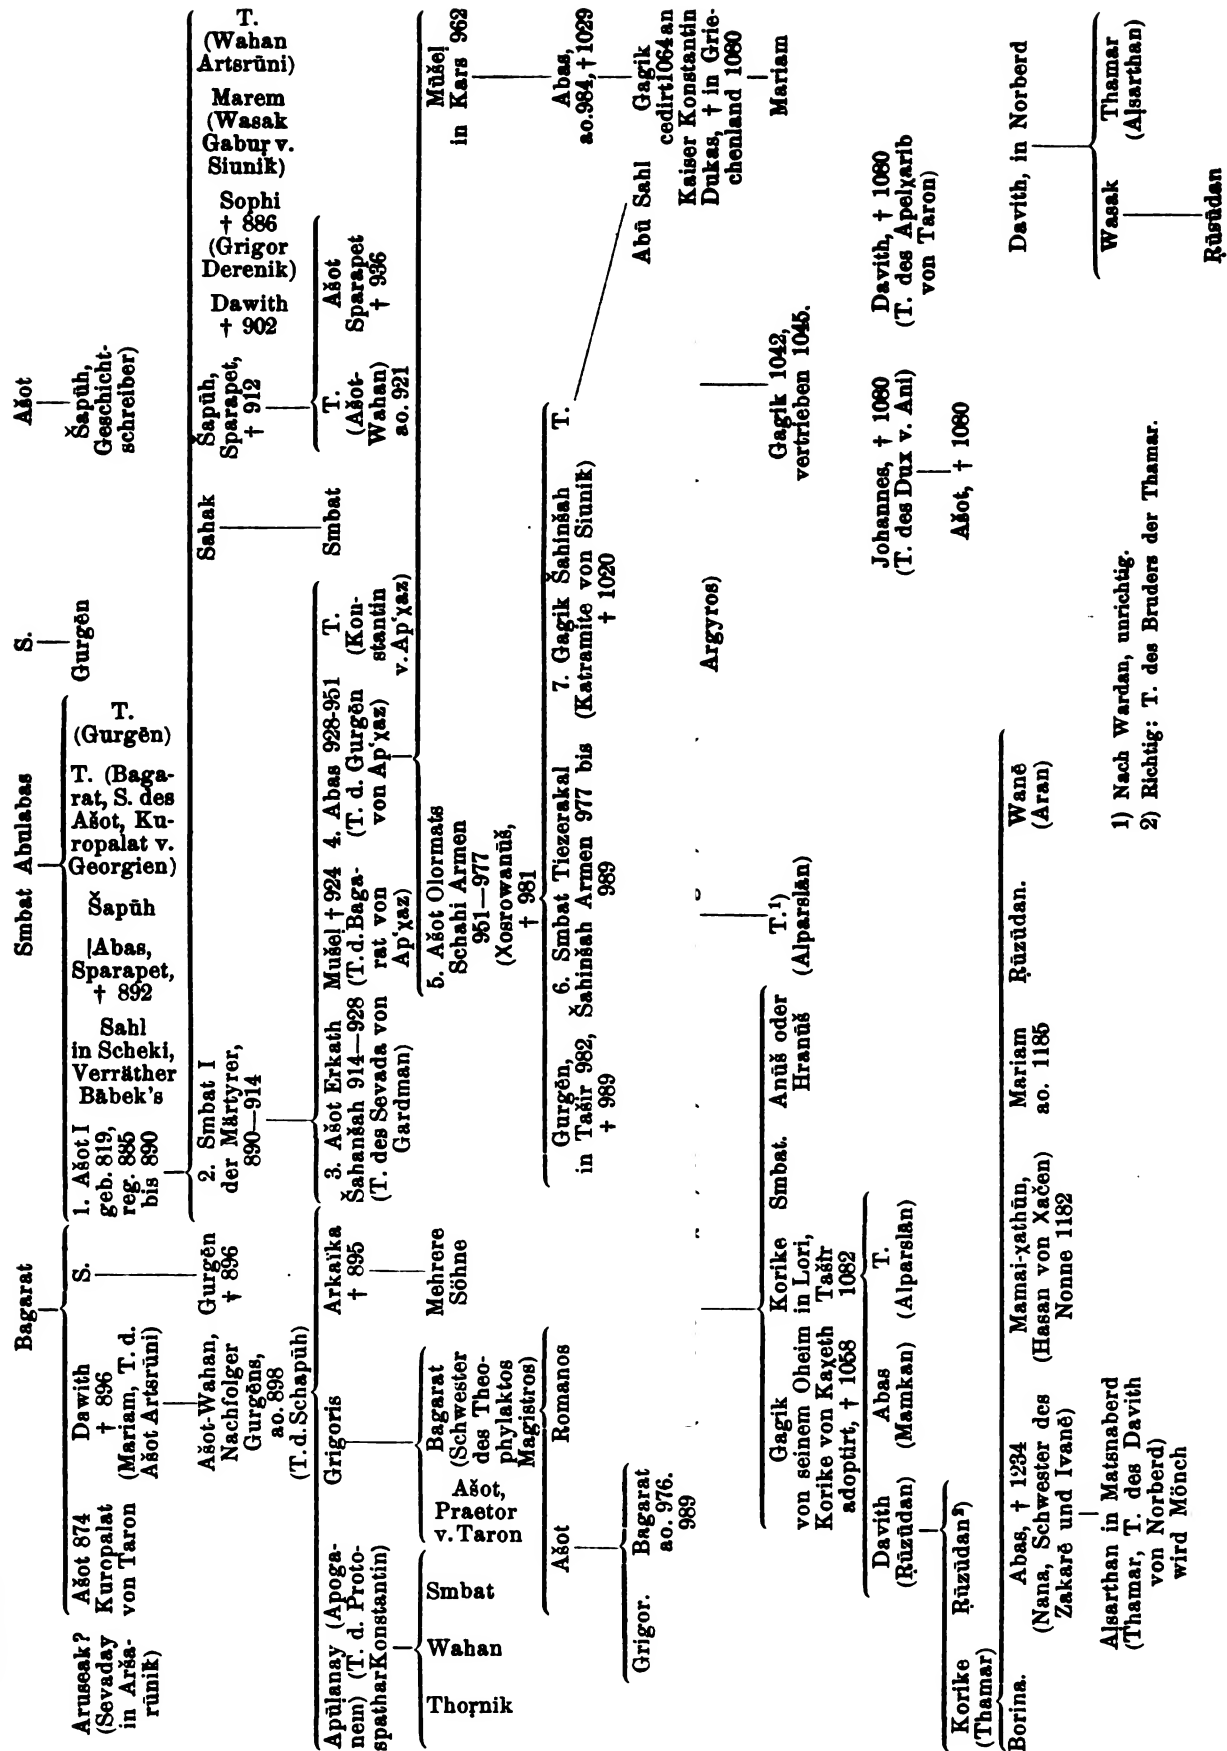 Bagarat
Smbat Abulabas
S.
Ašot
Aruseak?
(Sevaday
in Arša-
rūnik̔)
Ašot 874
Kuropalat
von Taron
Dawith
† 896
(Mariam, T. d.
Ašot Artsrūni)
S.
1. Ašot I
geb. 819,
reg. 885
bis 890
Sahl
in Scheki,
Verräther
Bābek's
Abas,
Sparapet,
† 892
Šapūh
T. (Baga-
rat, S. des
Ašot, Ku-
ropalat v.
Georgien)
T.
(Gurgēn)
Gurgēn
Šapūh,
Geschicht-
schreiber)
Ašot-Wahan,
Nachfolger
Gurgēns,
ao. 898
(T. d. Schapūh)
Gurgēn
† 896
2. Smbat I
der Märtyrer,
890—914
Sahak
Šapūh,
Sparapet,
† 912
Dawith
† 902
Sophi
† 886
(Grigor
Derenik)
Marem
(Wasak
Gabuṛ v.
Siunik̔)
T.
(Wahan
Artsrūni)
Apūlanay (Apoga-
nem) (T. d. Proto-
spathar Konstantin)
Grigoris
Arkaïka
† 895
3. Ašot Erkath
Šahanšah 914—928
(T. des Sevada von
Gardman)
Mušeł † 924
(T. d. Baga-
rat von
Ap̔χaz)
4. Abas 928-951
(T. d. Gurgēn
von Ap̔χaz)
T.
(Kon-
stantin
v. Ap̔χaz)
Smbat
T.
(Ašot-
Wahan)
ao. 921
Ašot
Sparapet
† 936
Thoṛnik
Wahan
Smbat
Ašot,
Praetor
v. Taron
Bagarat
(Schwester
des Theo-
phylaktos
Magistros)
Mehrere
Söhne
5. Ašot Olormats
Schahi Armen
951—977
(Xosrowanūš,
† 981
Mūšeł
in Kars 962
Ašot
Romanos
Gurgēn,
in Tašir 982,
† 989
6. Smbat Tiezerakal
Šahinšah Armen 977 bis
989
7. Gagik Šahinšah
(Katramite von Siunik̔)
† 1020
T.
Abas,
ao. 984, † 1029
Grigor.
Bagarat
ao. 976.
989
Argyros)
Abū Sahl
Gagik
cedirt 1064 an
Kaiser Konstantin
Dukas, † in Grie-
chenland 1080
Gagik
von seinem Oheim
Korike von Kaχeth
adoptirt, † 1058
Korike
in Lori,
Tašir
1082
Smbat.
Anūš oder
Hranūš
T.¹)
(Alparslān)
Gagik 1042,
vertrieben 1045.
Mariam
Davith
(Ṛūzūdan)
Abas
(Mamkan)
T.
(Alparslan)
Johannes, † 1080
(T. des Dux v. Ani)
Davith, † 1080
(T. des Apelχarib
von Taron)
Korike
(Thamar)
Ṛūzūdan²)
Ašot, † 1080
Borina.
Abas, † 1234
(Nana, Schwester des
Zakarē und Ivanē)
Mamai-χathūn,
(Hasan von Xačen)
Nonne 1182
Mariam
ao. 1185
Ṛūzūdan.
Wanē
(Aran)
Davith, in Norberd
Ałsarthan in Matsnaberd
(Thamar, T. des Davith
von Norberd)
wird Mönch
Wasak
Thamar
(Ałsarthan)
1) Nach Wardan, unrichtig.
2) Richtig: T. des Bruders der Thamar.
Ṛūsūdan